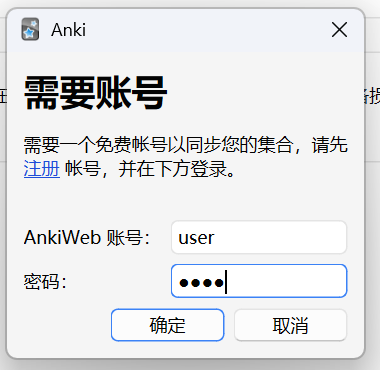 Anki
需要账号
需要一个免费帐号以同步您的集合，请先
注册 帐号，并在下方登录。
AnkiWeb 账号：
user
密码：
●●●●
确定
取消